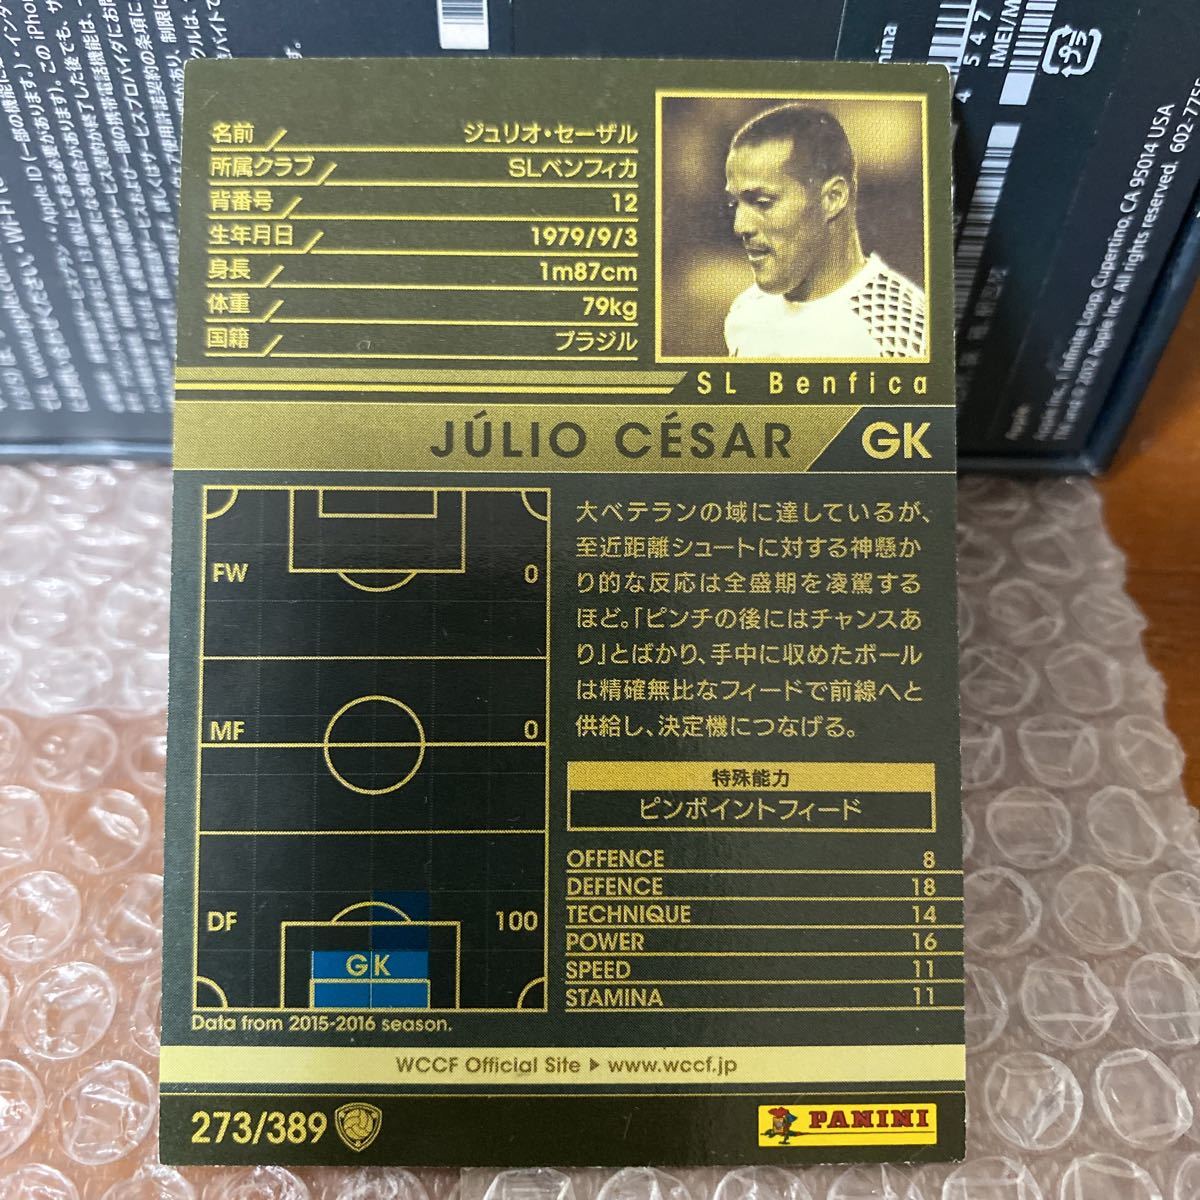 名前 ジュリオ・セーザル
所属クラブ SLベンフィカ
背番号 12
生年月日 1979/9/3
身長 1m87cm
体重 79kg
国籍 ブラジル
SL Benfica
JÚLIO CÉSAR GK
FW 0
MF 0
DF 100
GK
Data from 2015-2016 season.
大ベテランの域に達しているが、
至近距離シュートに対する神懸か
り的な反応は全盛期を凌駕する
ほど。「ピンチの後にはチャンスあ
り」とばかり、手中に収めたボール
は精確無比なフィードで前線へと
供給し、決定機につなげる。
特殊能力
ピンポイントフィード
OFFENCE 8
DEFENCE 18
TECHNIQUE 14
POWER 16
SPEED 11
STAMINA 11
WCCF Official Site ▶ www.wccf.jp
273/389
PANINI
Apple Inc., 1 Infinite Loop, Cupertino, CA 95014 USA
TM and © 2021 Apple Inc. All rights reserved.